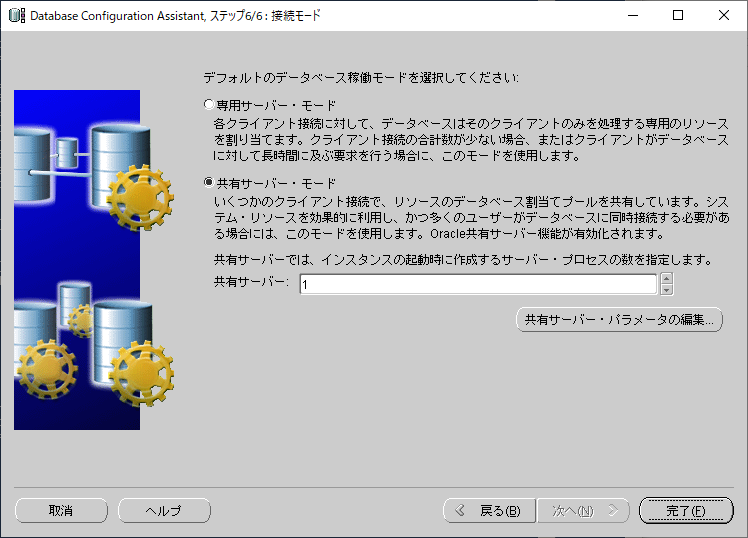 Database Configuration Assistant, ステップ6/6 : 接続モード
デフォルトのデータベース稼働モードを選択してください:
専用サーバー・モード
各クライアント接続に対して、データベースはそのクライアントのみを処理する専用のリソース
を割り当てます。クライアント接続の合計数が少ない場合、またはクライアントがデータベース
に対して長時間に及ぶ要求を行う場合に、このモードを使用します。
共有サーバー・モード
いくつかのクライアント接続で、リソースのデータベース割当てプールを共有しています。シス
テム・リソースを効果的に利用し、かつ多くのユーザーがデータベースに同時接続する必要があ
る場合には、このモードを使用します。Oracle共有サーバー機能が有効化されます。
共有サーバーでは、インスタンスの起動時に作成するサーバー・プロセスの数を指定します。
共有サーバー: 1
共有サーバー・パラメータの編集...
取消 ヘルプ 戻る(B) 次へ(N) 完了(F)